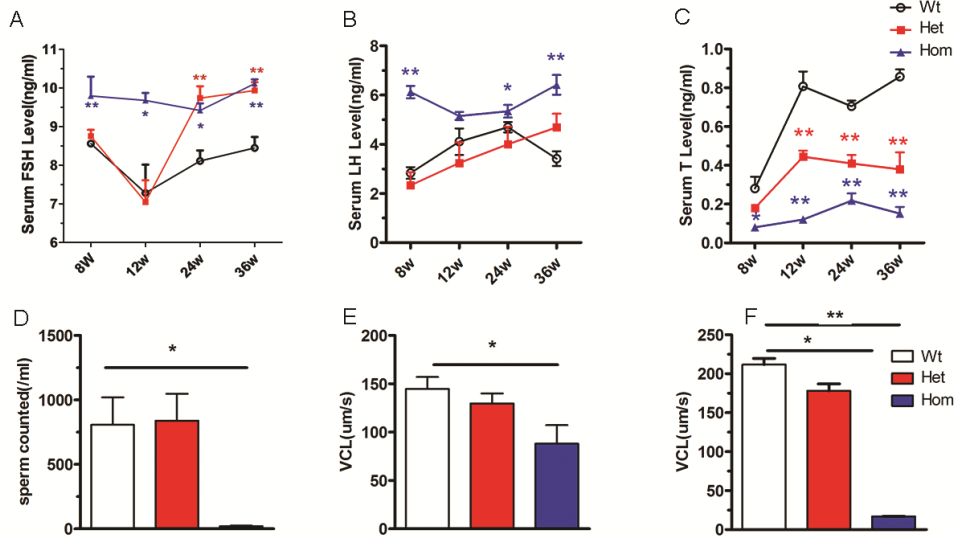 A
B
C
Wt
Het
Hom
Serum FSH Level(ng/ml)
11
10
9
8
7
6
** * ** * ** **
8W 12w 24w 36w
Serum LH Level(ng/ml)
8
6
4
2
0
** * **
8w 12w 24w 36w
Serum T Level(ng/ml)
1.0
0.8
0.6
0.4
0.2
0.0
** ** **
* ** ** **
8w 12w 24w 36w
D
E
F
sperm counted(/ml)
1500
1000
500
0
*
VCL(um/s)
200
150
100
50
0
*
VCL(um/s)
250
200
150
100
50
0
**
*
Wt
Het
Hom